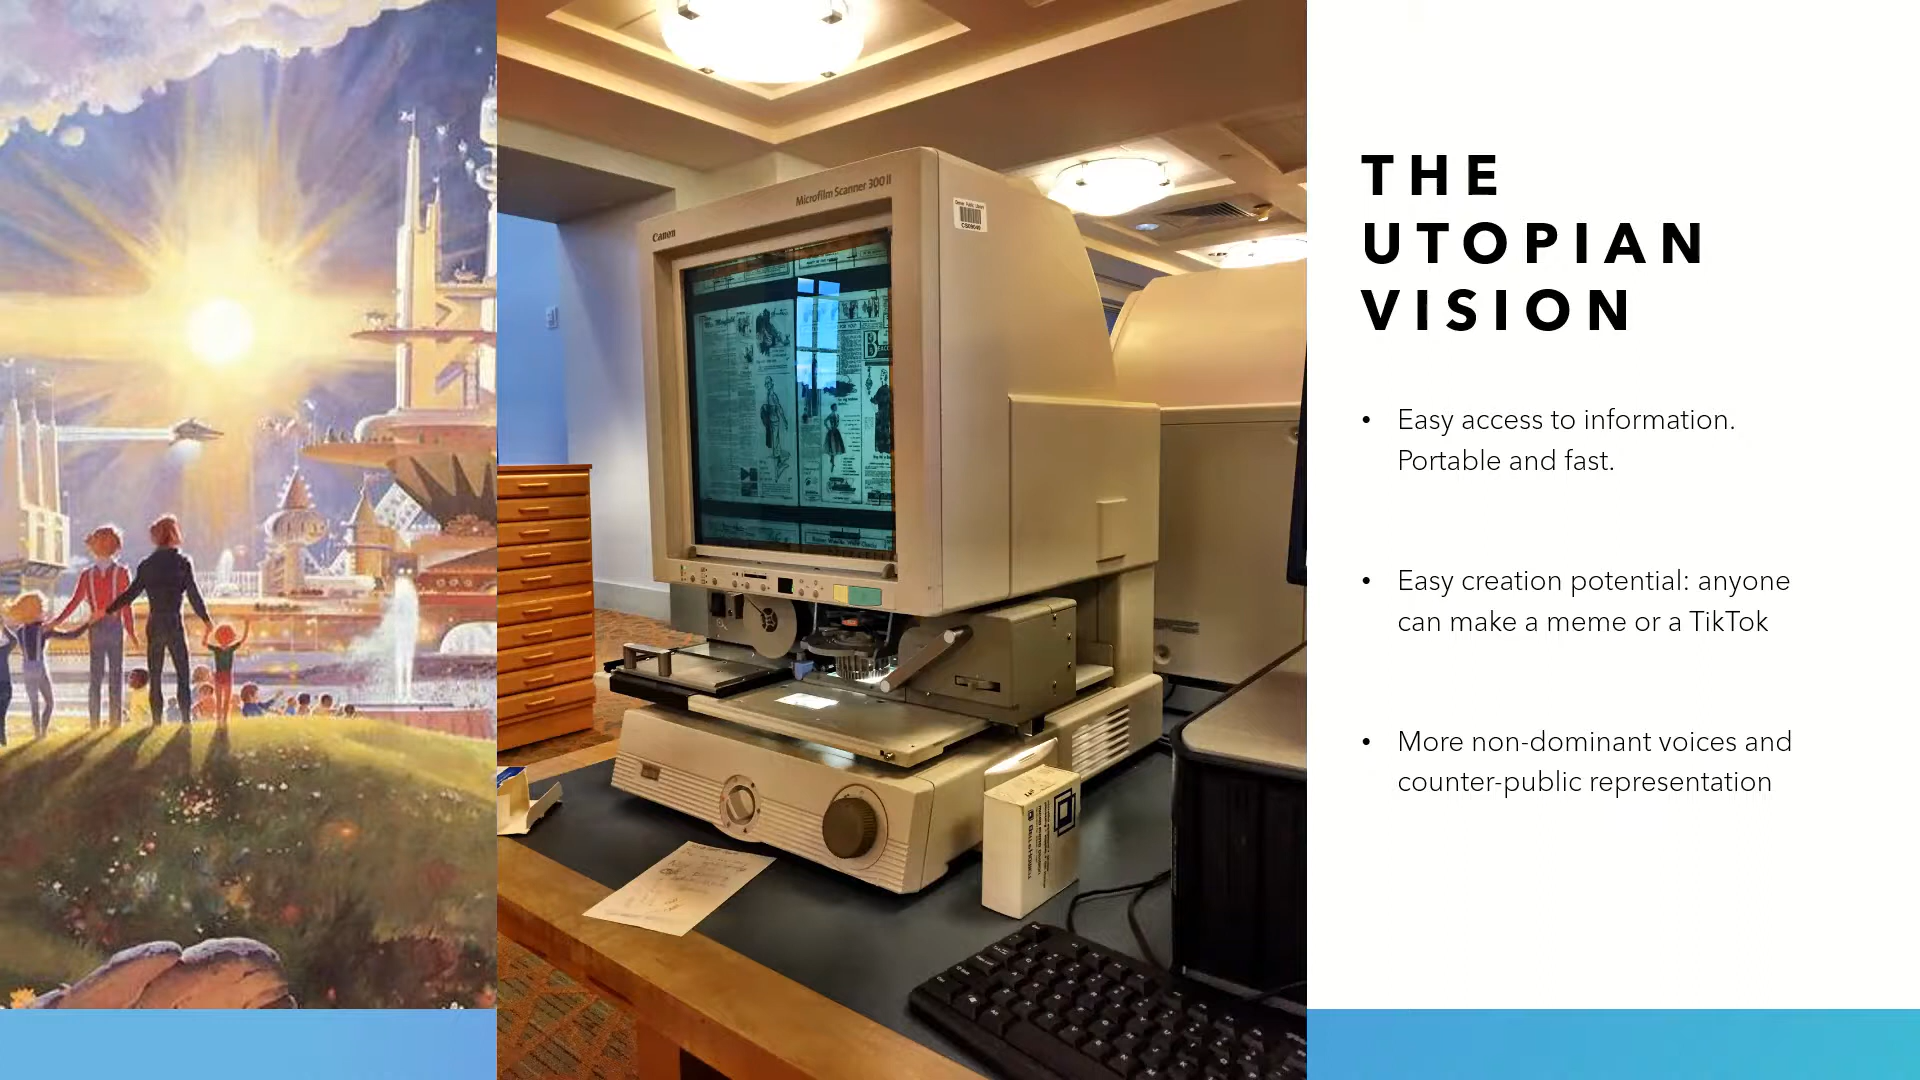 Microfilm Scanner 300 II
Canon
THE
UTOPIAN
VISION
• Easy access to information.
Portable and fast.
• Easy creation potential: anyone
can make a meme or a TikTok
• More non-dominant voices and
counter-public representation